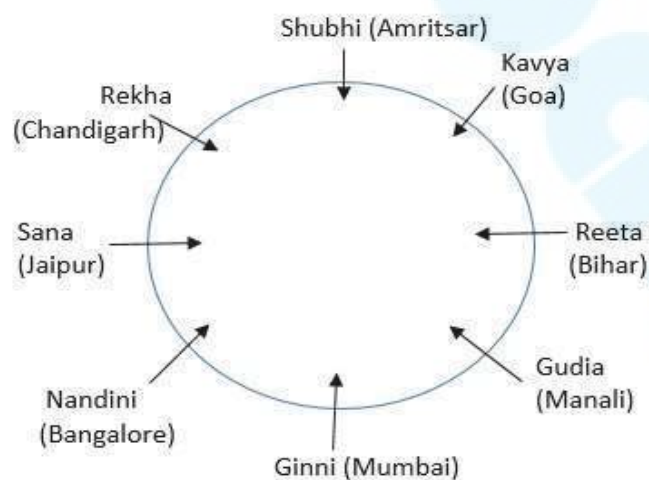 Shubhi (Amritsar)
Kavya
(Goa)
Rekha
(Chandigarh)
Sana
(Jaipur)
Reeta
(Bihar)
Gudia
(Manali)
Nandini
(Bangalore)
Ginni (Mumbai)